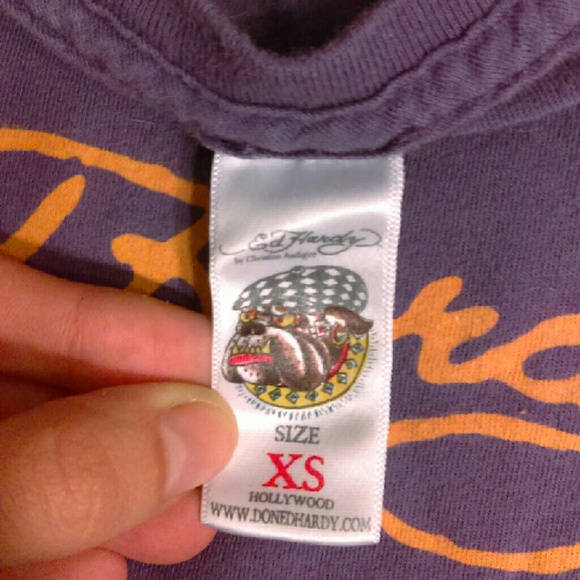 Ed Hardy
by Christian Audigier
SIZE
XS
HOLLYWOOD
WWW.DONEDHARDY.COM